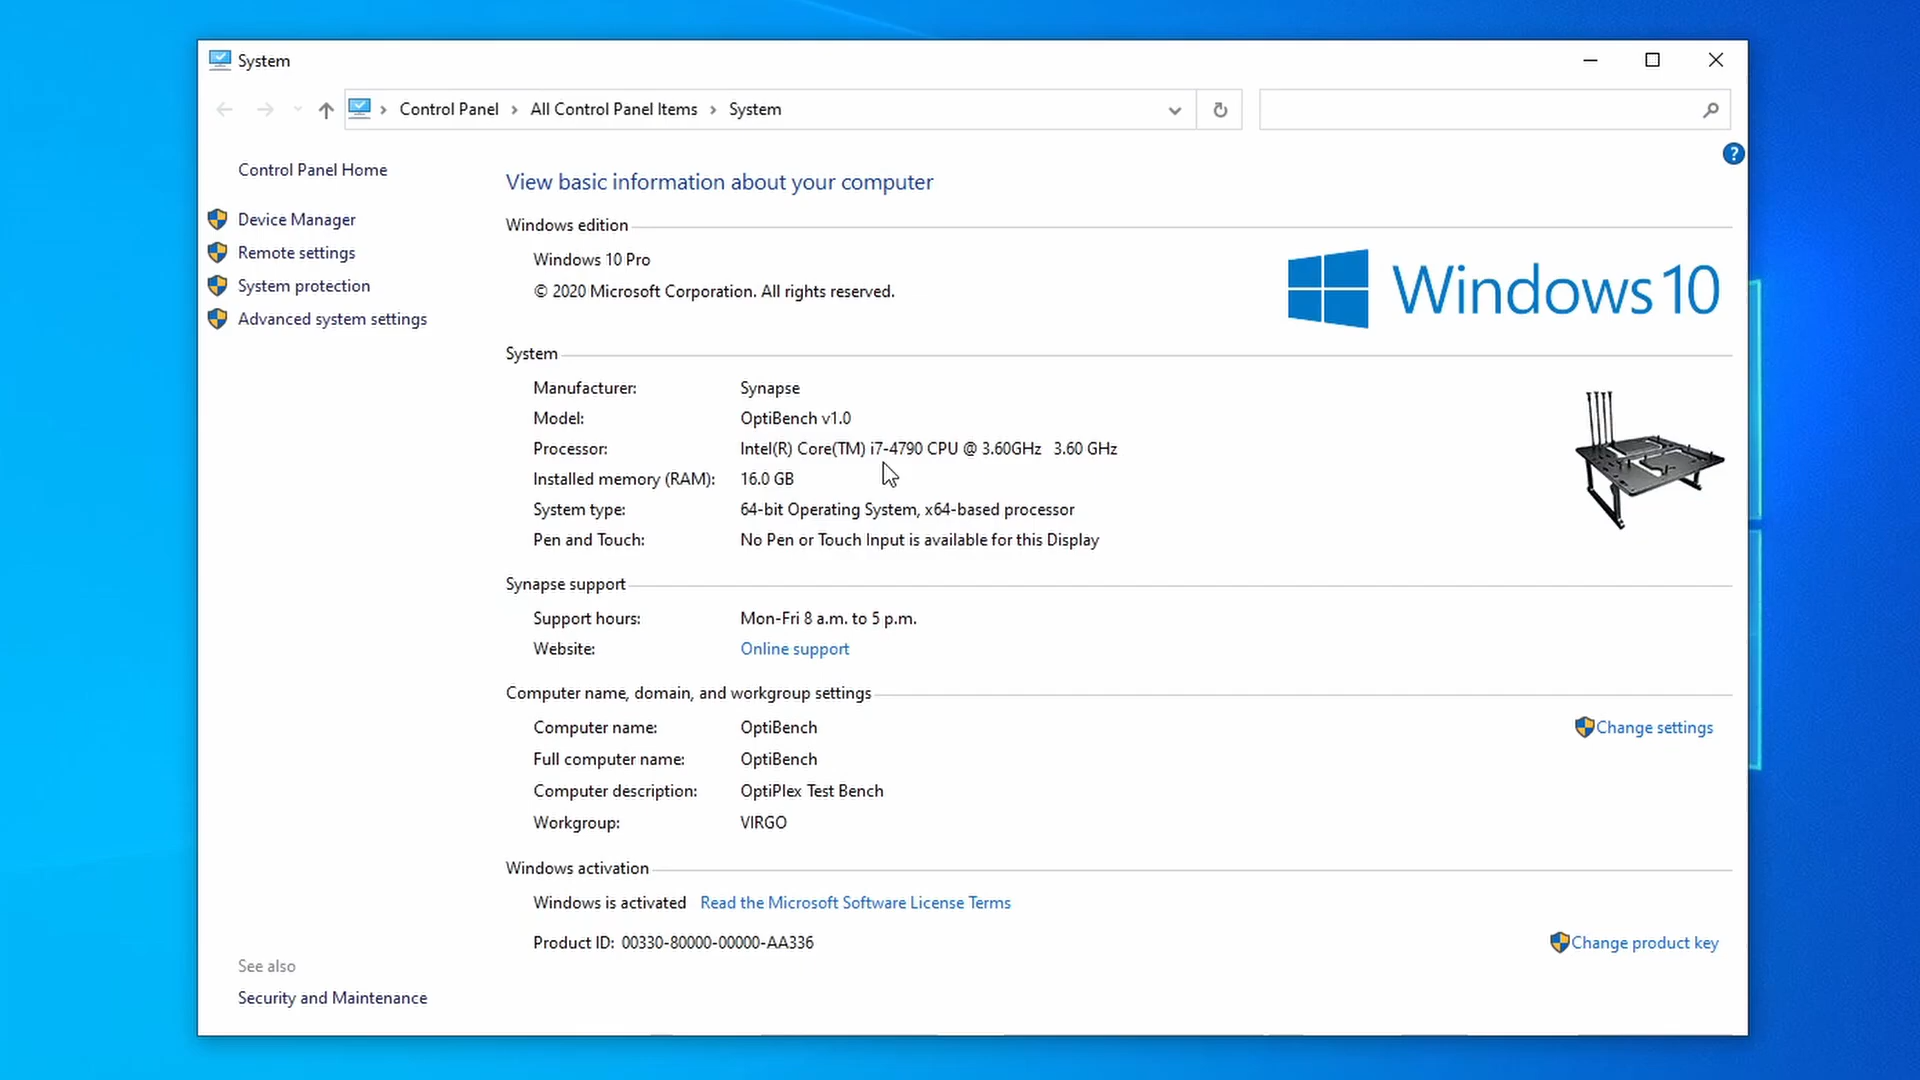 System
Control Panel > All Control Panel Items > System
?
Control Panel Home
Device Manager
Remote settings
System protection
Advanced system settings
View basic information about your computer
Windows edition
Windows 10 Pro
© 2020 Microsoft Corporation. All rights reserved.
Windows 10
System
Manufacturer: Synapse
Model: OptiBench v1.0
Processor: Intel(R) Core(TM) i7-4790 CPU @ 3.60GHz 3.60 GHz
Installed memory (RAM): 16.0 GB
System type: 64-bit Operating System, x64-based processor
Pen and Touch: No Pen or Touch Input is available for this Display
Synapse support
Support hours: Mon-Fri 8 a.m. to 5 p.m.
Website: Online support
Computer name, domain, and workgroup settings
Computer name: OptiBench
Change settings
Full computer name: OptiBench
Computer description: OptiPlex Test Bench
Workgroup: VIRGO
Windows activation
Windows is activated Read the Microsoft Software License Terms
Product ID: 00330-80000-00000-AA336
Change product key
See also
Security and Maintenance